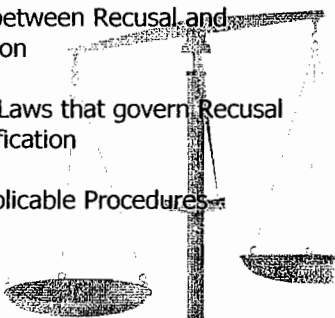 between Recusal and
on
Laws that govern Recusal
fication
plicable Procedures